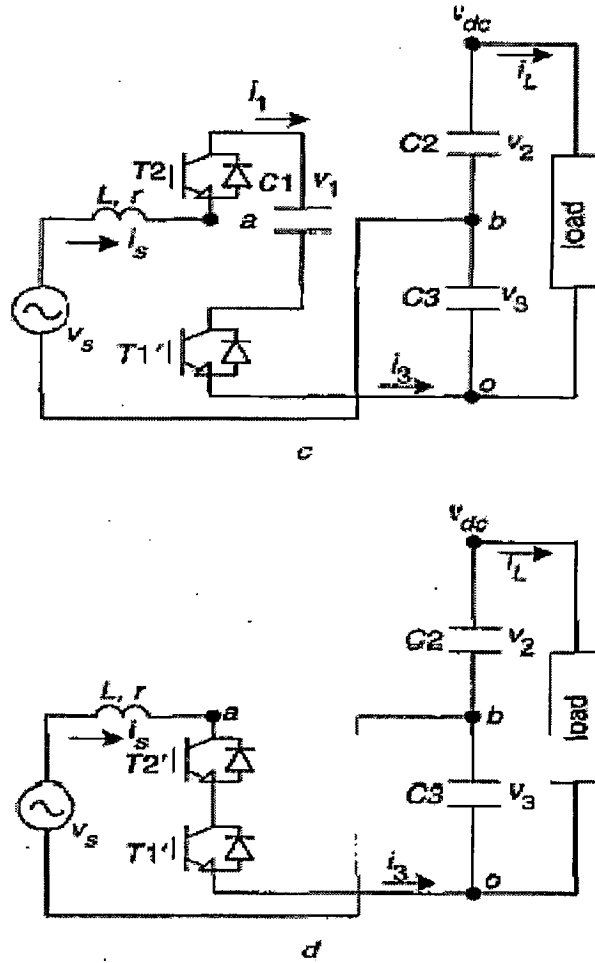 v_dc
i_L
I_1
T2
C1
v_1
C2
v_2
L, r
a
b
i_s
load
v_s
T1'
C3
v_3
i_3
o
c
v_dc
i_L
C2
v_2
L, r
a
b
i_s
T2'
load
v_s
T1'
C3
v_3
i_3
o
d